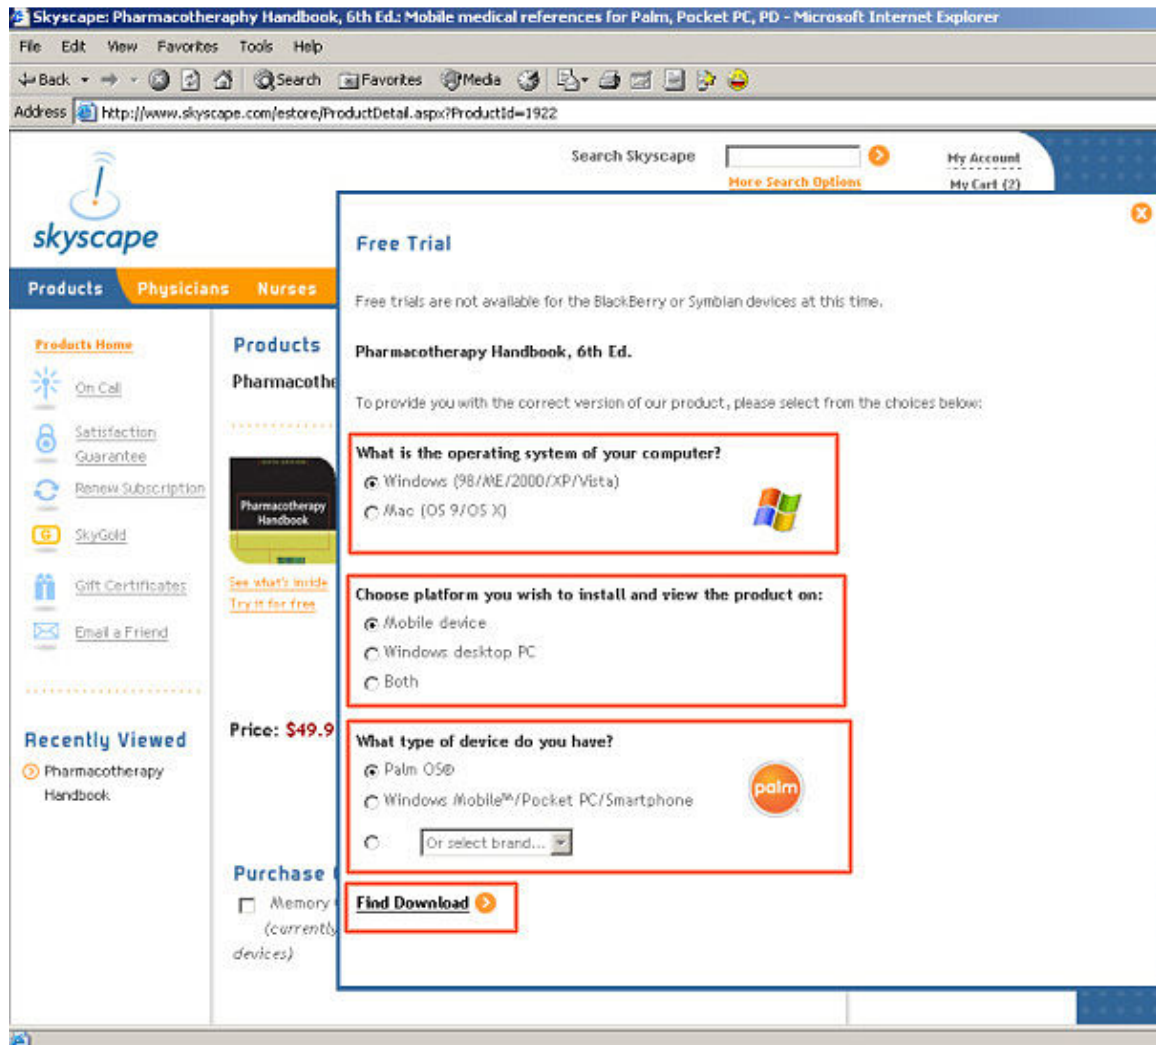 Skyscape: Pharmacotheraphy Handbook, 6th Ed.: Mobile medical references for Palm, Pocket PC, PD - Microsoft Internet Explorer
File Edit View Favorites Tools Help
Back Search Favorites Media
Address http://www.skyscape.com/estore/ProductDetail.aspx?ProductId=1922
Search Skyscape
More Search Options
My Account
My Cart (2)
skyscape
Products Physicians Nurses
Products Home
On Call
Satisfaction
Guarantee
Renew Subscription
G SkyGold
Gift Certificates
Email a Friend
Recently Viewed
Pharmacotherapy
Handbook
Products
Pharmacothe
Pharmacotherapy
Handbook
See what's inside
Try it for free
Price: $49.9
Purchase
Memory
(currently
devices)
Free Trial
Free trials are not available for the BlackBerry or Symbian devices at this time.
Pharmacotherapy Handbook, 6th Ed.
To provide you with the correct version of our product, please select from the choices below:
What is the operating system of your computer?
Windows (98/ME/2000/XP/Vista)
Mac (OS 9/OS X)
Choose platform you wish to install and view the product on:
Mobile device
Windows desktop PC
Both
What type of device do you have?
Palm OS®
Windows Mobile™/Pocket PC/Smartphone
Or select brand...
palm
Find Download